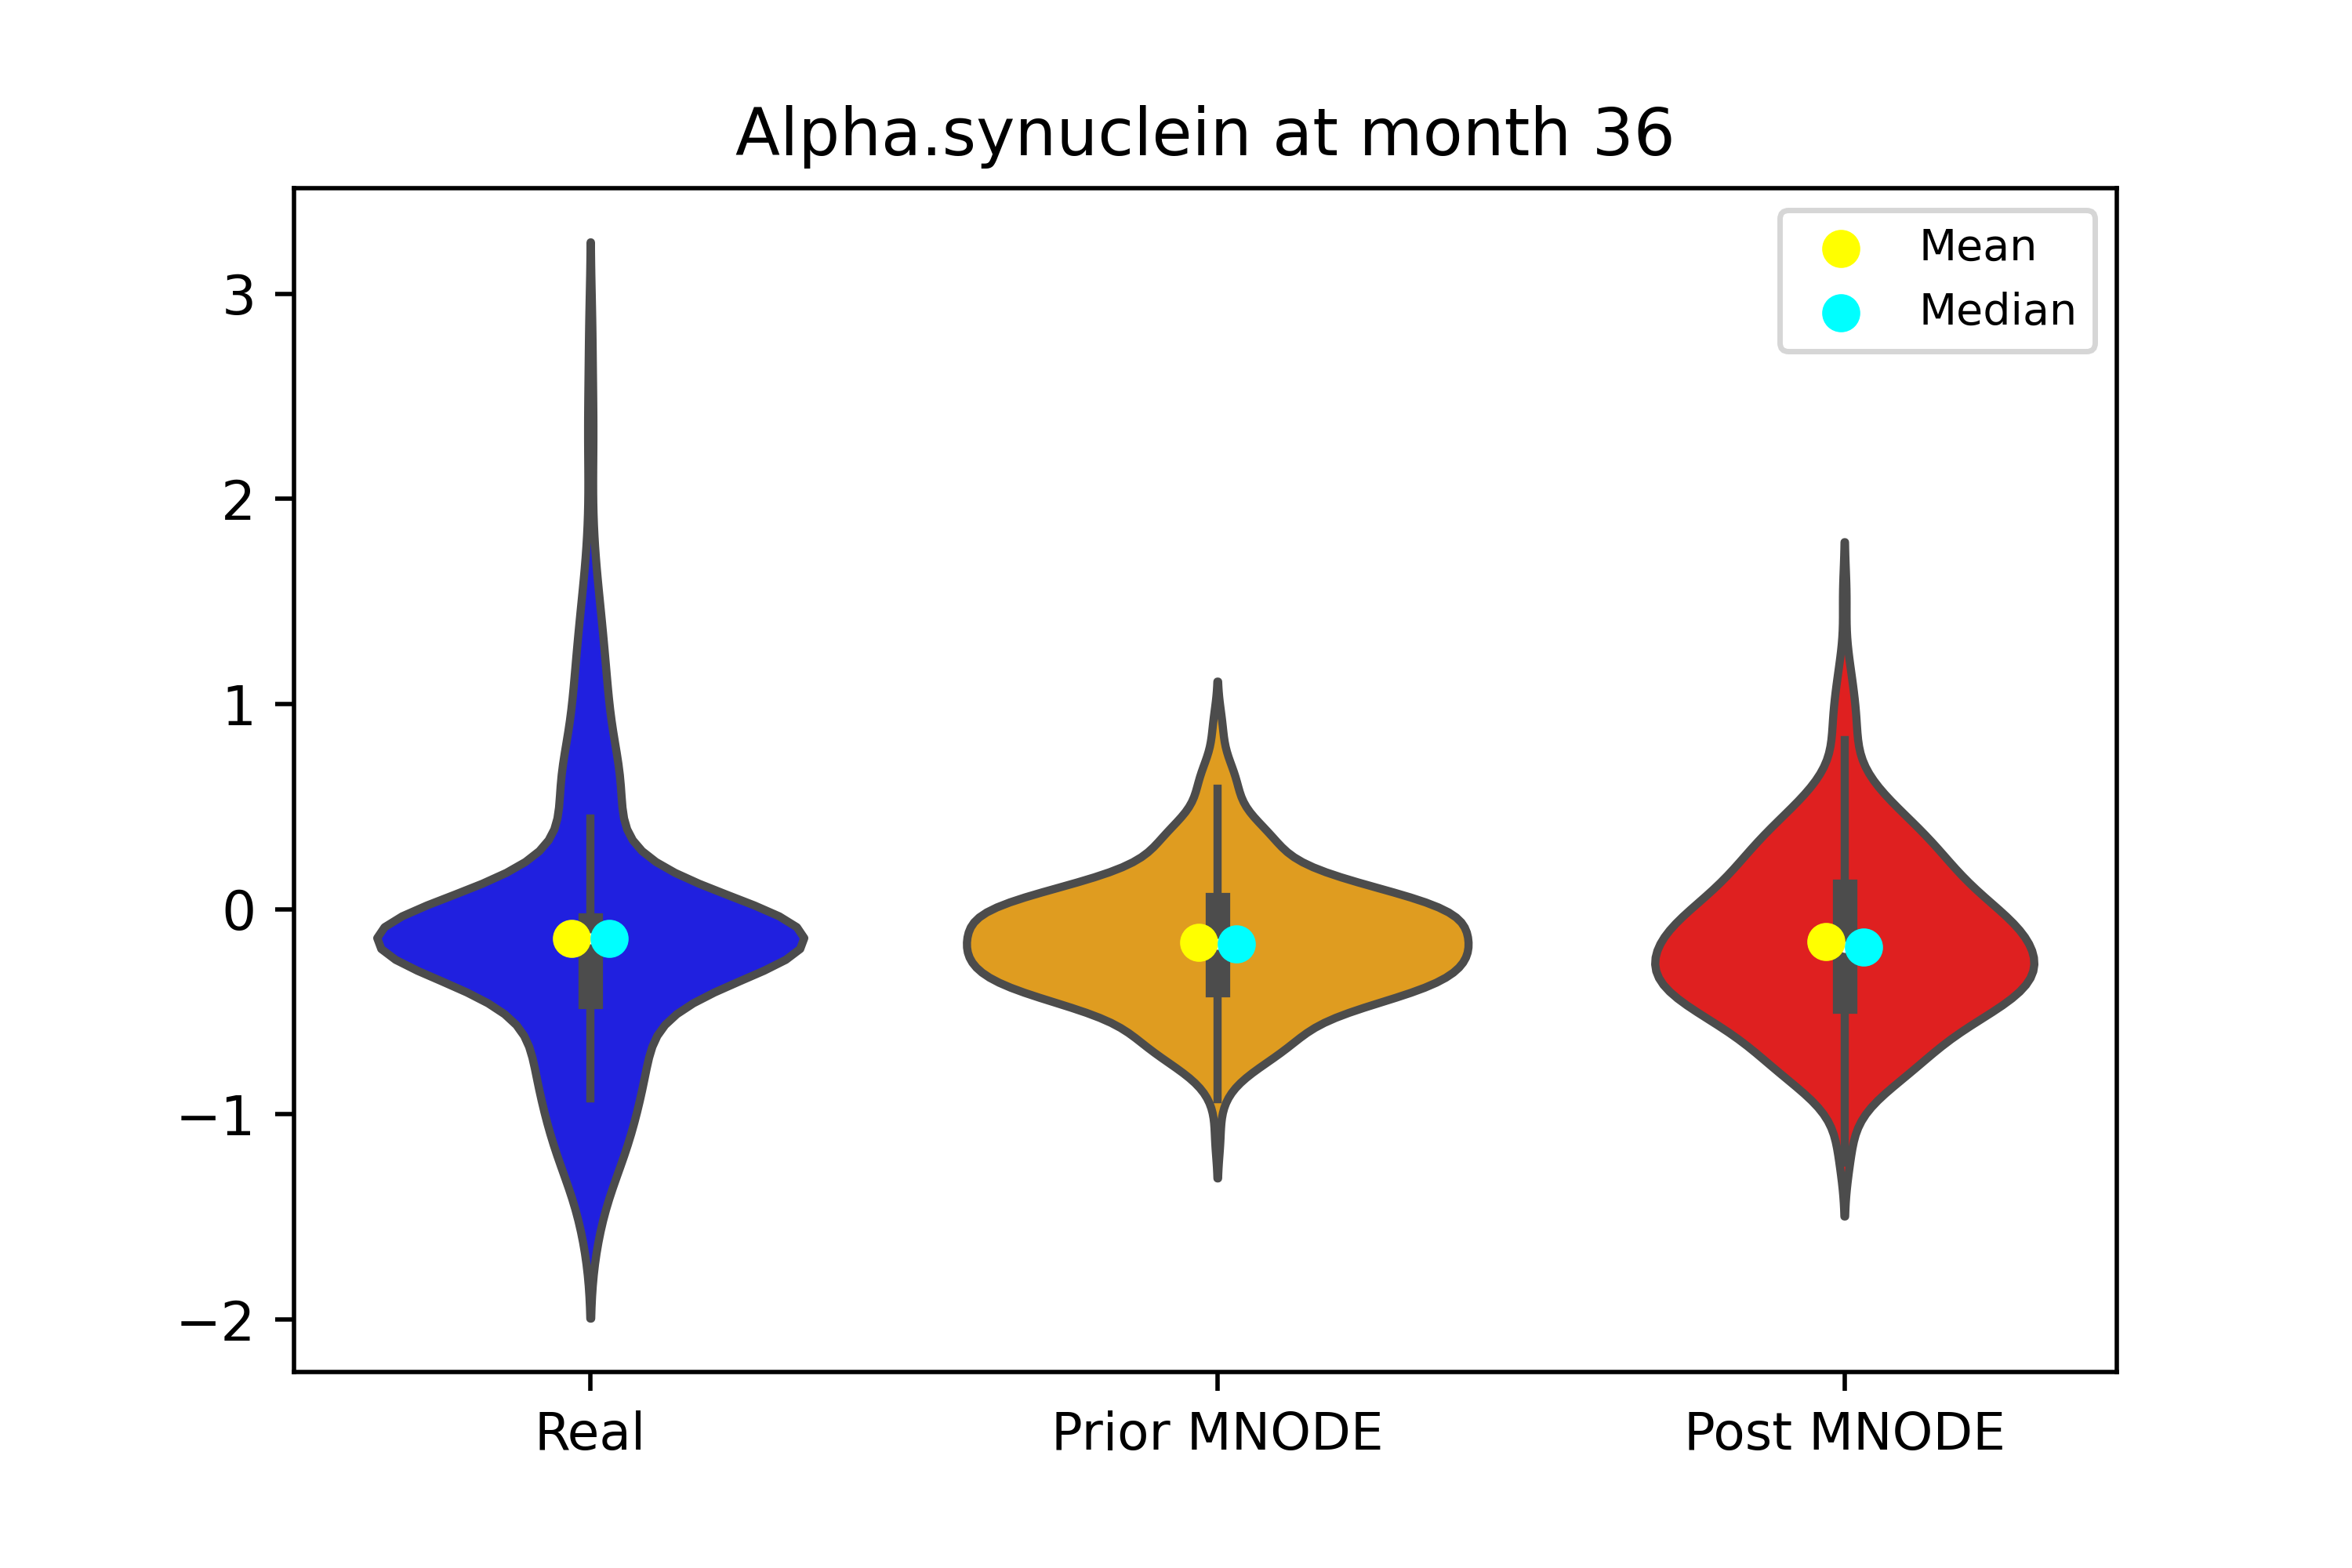 Alpha.synuclein at month 36
Mean
Median
3
2
1
0
−1
−2
Real
Prior MNODE
Post MNODE